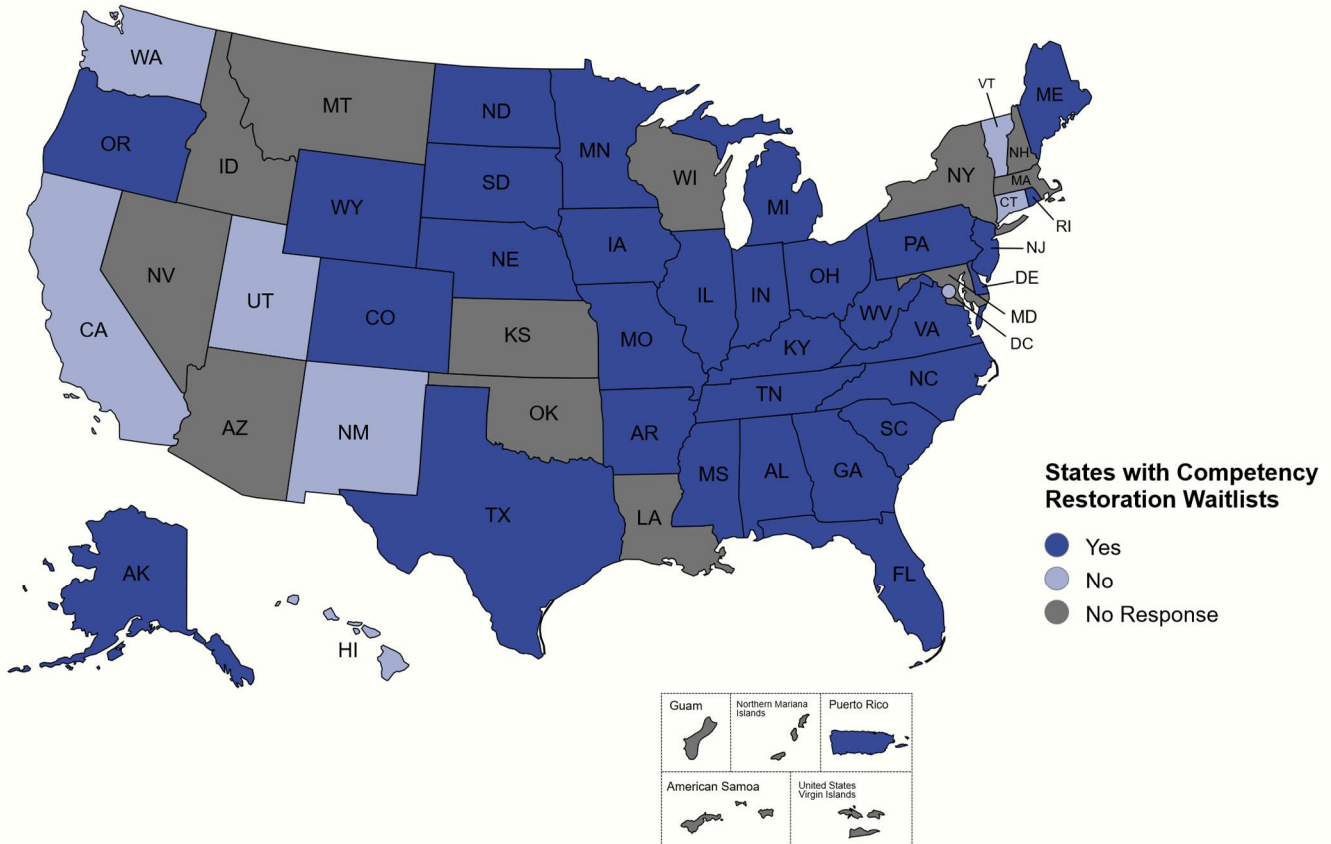 WA
VT
ME
MT
ND
OR
MN
ID
NH
WI
NY
SD
MA
WY
MI
CT
RI
IA
PA
NJ
NE
NV
OH
DE
UT
IL
IN
CO
WV
MD
CA
VA
KS
MO
DC
KY
NC
TN
OK
AZ
NM
AR
SC
MS
AL
GA
TX
LA
AK
FL
HI
States with Competency
Restoration Waitlists
Yes
No
No Response
Guam
Northern Mariana
Islands
Puerto Rico
American Samoa
United States
Virgin Islands